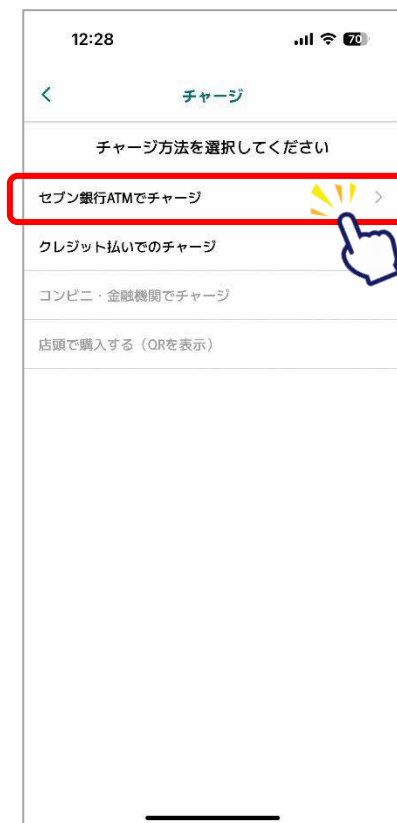 12:28
70
チャージ
チャージ方法を選択してください
セブン銀行ATMでチャージ
クレジット払いでのチャージ
コンビニ・金融機関でチャージ
店頭で購入する（QRを表示）